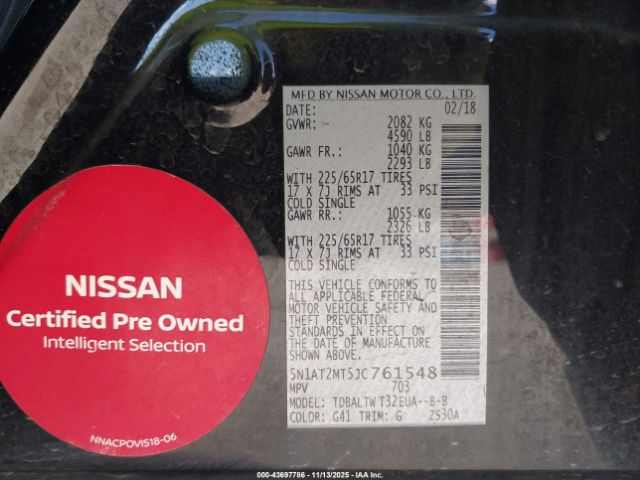 MFD BY NISSAN MOTOR CO., LTD.
DATE: 02/18
GVWR: 2082 KG
4590 LB
GAWR FR.: 1040 KG
2293 LB
WITH 225/65R17 TIRES
17 X 7J RIMS AT 33 PSI
COLD SINGLE
GAWR RR.: 1055 KG
2326 LB
WITH 225/65R17 TIRES
17 X 7J RIMS AT 33 PSI
COLD SINGLE
THIS VEHICLE CONFORMS TO
ALL APPLICABLE FEDERAL
MOTOR VEHICLE SAFETY AND
THEFT PREVENTION
STANDARDS IN EFFECT ON
THE DATE OF MANUFACTURE
SHOWN ABOVE.
5N1AT2MT5JC761548
MPV 703
MODEL: TDBALTW T32EUA--B-B
COLOR: G41 TRIM: G ZS30A
NISSAN
Certified Pre Owned
Intelligent Selection
NNACPOVIS18-06
000-43697786 - 11/13/2025 - IAA Inc.